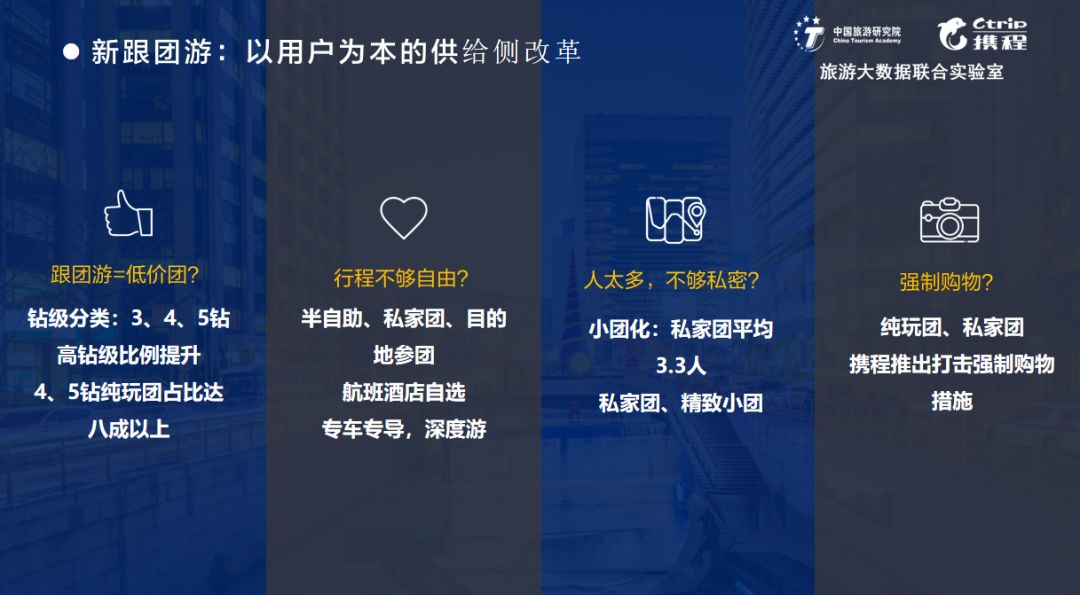 新跟团游：以用户为本的供给侧改革
中国旅游研究院
China Tourism Academy
Ctrip
携程
旅游大数据联合实验室
跟团游=低价团?
钻级分类：3、4、5钻
高钻级比例提升
4、5钻纯玩团占比达
八成以上
行程不够自由?
半自助、私家团、目的
地参团
航班酒店自选
专车专导，深度游
人太多，不够私密?
小团化：私家团平均
3.3人
私家团、精致小团
强制购物?
纯玩团、私家团
携程推出打击强制购物
措施